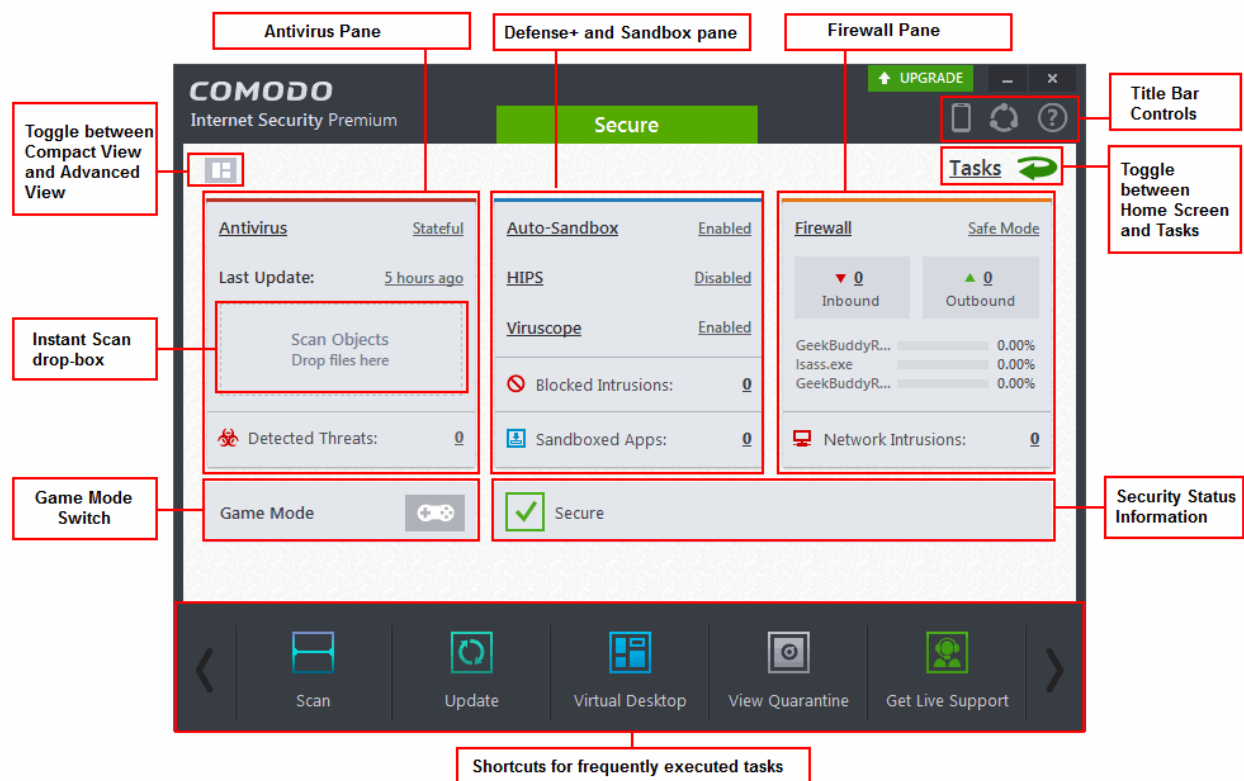 Antivirus Pane
Defense+ and Sandbox pane
Firewall Pane
Toggle between
Compact View
and Advanced
View
COMODO
Internet Security Premium
Secure
UPGRADE
Title Bar
Controls
Tasks
Toggle
between
Home Screen
and Tasks
Antivirus Stateful
Last Update: 5 hours ago
Scan Objects
Drop files here
Detected Threats: 0
Instant Scan
drop-box
Auto-Sandbox Enabled
HIPS Disabled
Viruscope Enabled
Blocked Intrusions: 0
Sandboxed Apps: 0
Firewall Safe Mode
0 0
Inbound Outbound
GeekBuddyR... 0.00%
lsass.exe 0.00%
GeekBuddyR... 0.00%
Network Intrusions: 0
Game Mode
Switch
Game Mode
Secure
Security Status
Information
Scan
Update
Virtual Desktop
View Quarantine
Get Live Support
Shortcuts for frequently executed tasks